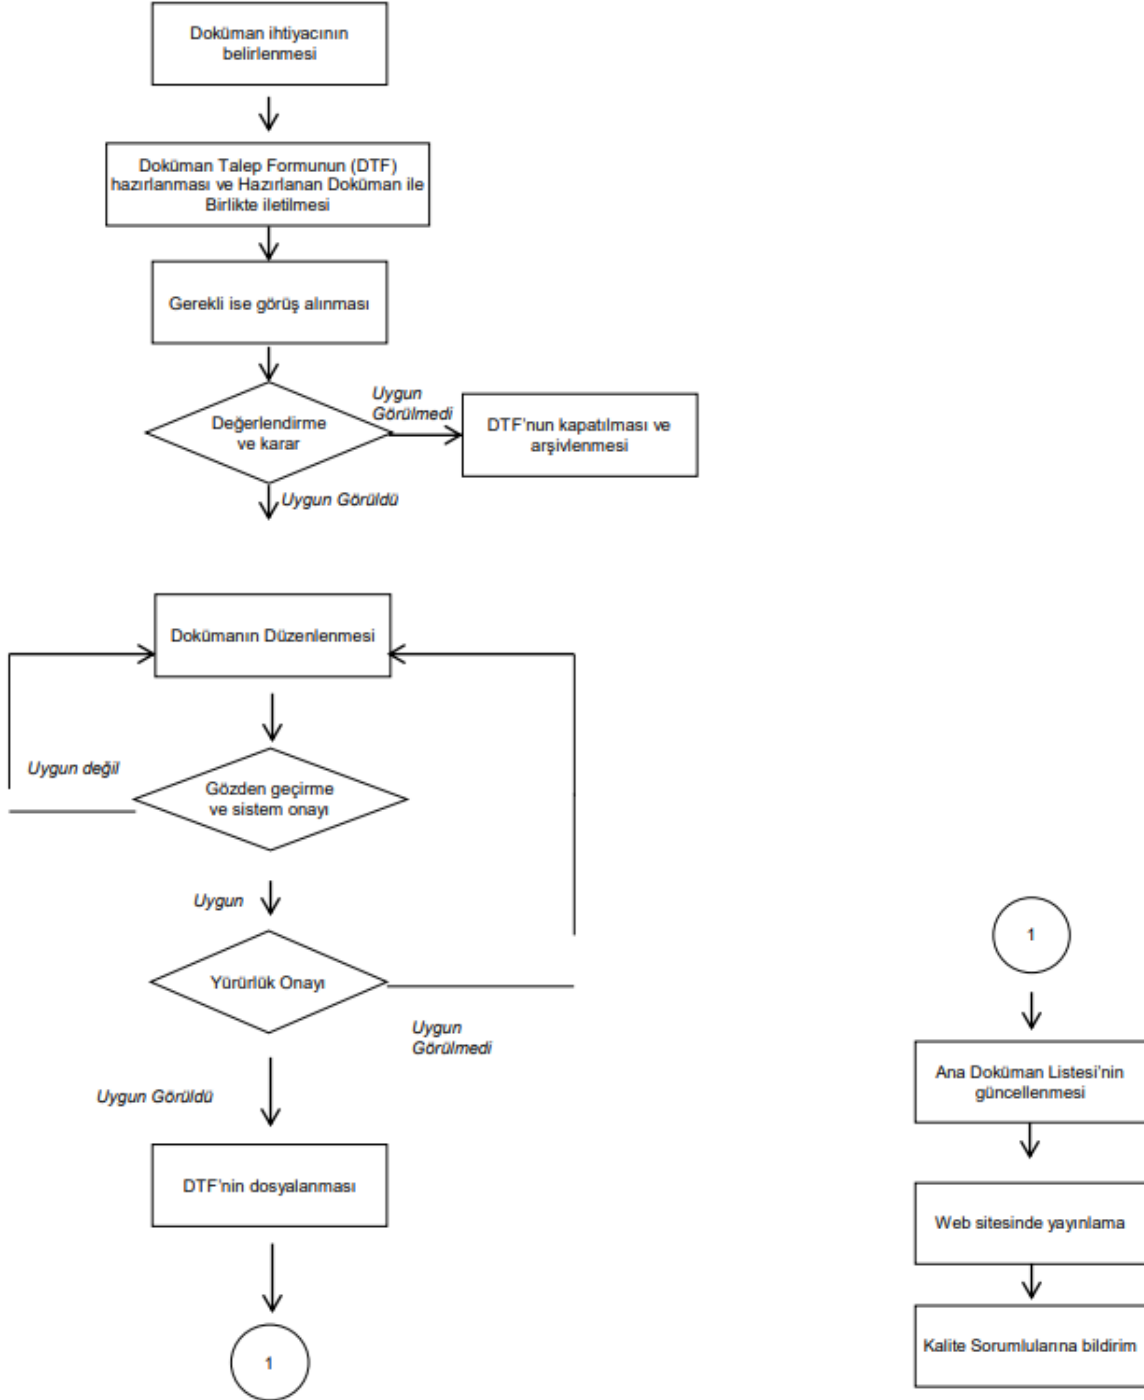 Doküman ihtiyacının
belirlenmesi
Doküman Talep Formunun (DTF)
hazırlanması ve Hazırlanan Doküman ile
Birlikte iletilmesi
Gerekli ise görüş alınması
Değerlendirme
ve karar
Uygun
Görülmedi
DTF'nun kapatılması ve
arşivlenmesi
Uygun Görüldü
Dokümanın Düzenlenmesi
Uygun değil
Gözden geçirme
ve sistem onayı
Uygun
Yürürlük Onayı
Uygun
Görülmedi
Uygun Görüldü
DTF'nin dosyalanması
1
1
Ana Doküman Listesi'nin
güncellenmesi
Web sitesinde yayınlama
Kalite Sorumlularına bildirim